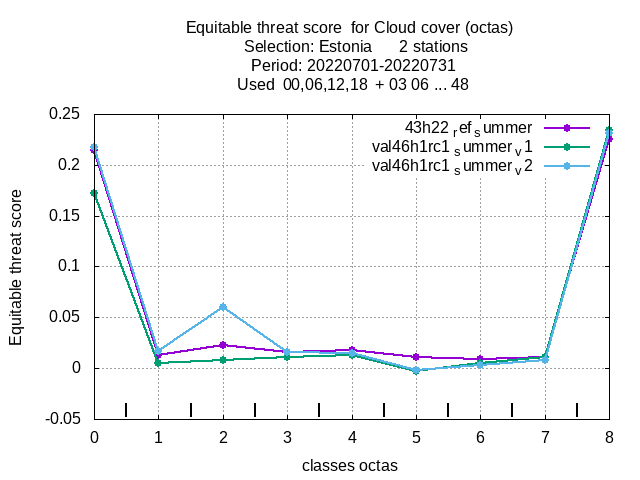 Equitable threat score for Cloud cover (octas)
Selection: Estonia 2 stations
Period: 20220701-20220731
Used 00,06,12,18 + 03 06 ... 48
43h22 ref summer
val46h1rc1 summer v1
val46h1rc1 summer v2
Equitable threat score
0.25
0.2
0.15
0.1
0.05
0
-0.05
0 1 2 3 4 5 6 7 8
classes octas